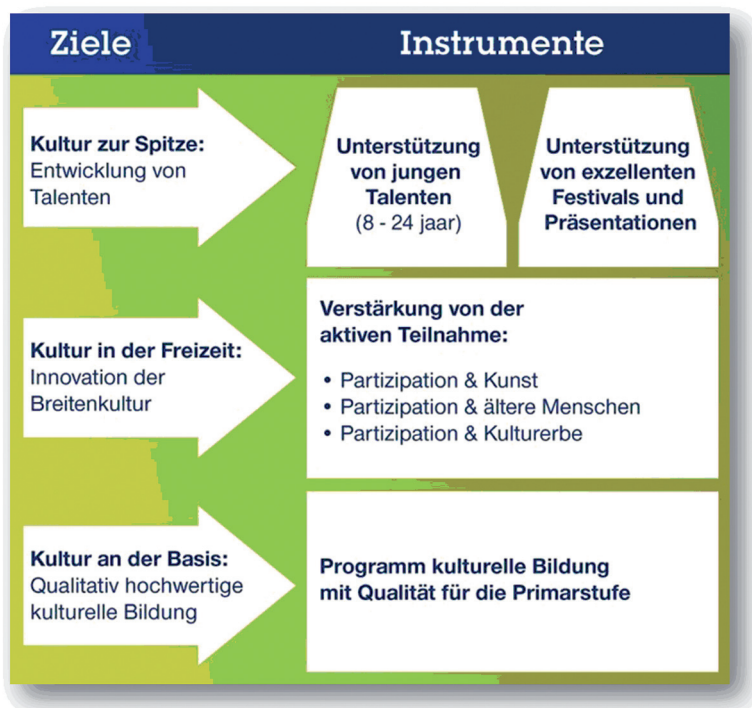 Ziele
Instrumente
Kultur zur Spitze:
Entwicklung von
Talenten
Unterstützung
von jungen
Talenten
(8 - 24 jaar)
Unterstützung
von exzellenten
Festivals und
Präsentationen
Kultur in der Freizeit:
Innovation der
Breitenkultur
Verstärkung von der
aktiven Teilnahme:
• Partizipation & Kunst
• Partizipation & ältere Menschen
• Partizipation & Kulturerbe
Kultur an der Basis:
Qualitativ hochwertige
kulturelle Bildung
Programm kulturelle Bildung
mit Qualität für die Primarstufe